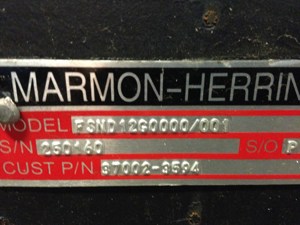 MARMON-HERRIN
MODEL FSND12G0000/001
S/N 250160 S/O P
CUST P/N 37002-3594